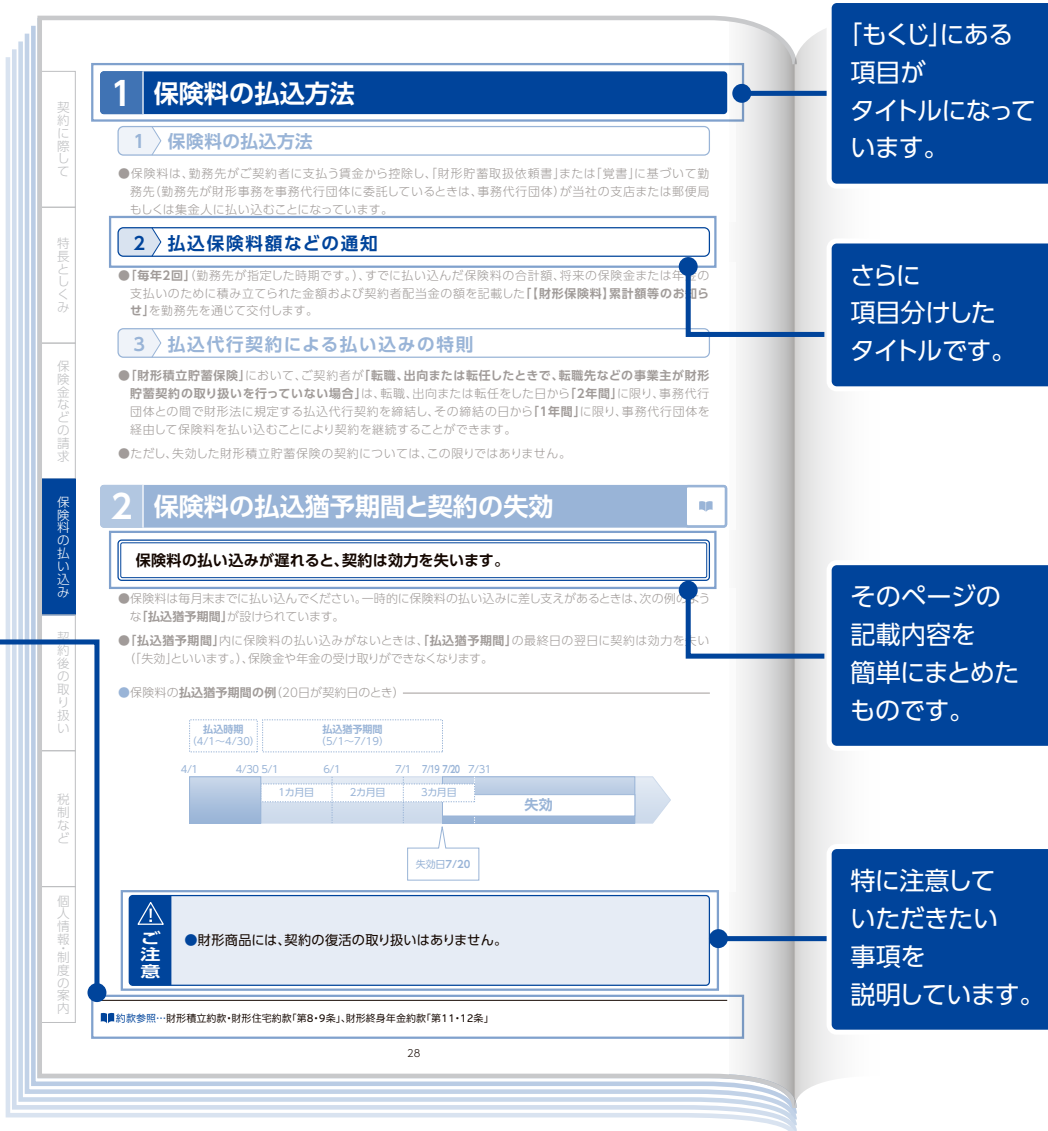 契約に際して
特長としくみ
保険金などの請求
保険料の払い込み
契約後の取り扱い
税制など
個人情報・制度の案内
1 保険料の払込方法
1 保険料の払込方法
●保険料は、勤務先がご契約者に支払う賃金から控除し、「財形貯蓄取扱依頼書」または「覚書」に基づいて勤
務先(勤務先が財形事務を事務代行団体に委託しているときは、事務代行団体)が当社の支店または郵便局
もしくは集金人に払い込むことになっています。
2 払込保険料額などの通知
●「毎年2回」(勤務先が指定した時期です。)、すでに払い込んだ保険料の合計額、将来の保険金または年金の
支払いのために積み立てられた金額および契約者配当金の額を記載した「【財形保険料】累計額等のお知ら
せ」を勤務先を通じて交付します。
3 払込代行契約による払い込みの特則
●「財形積立貯蓄保険」において、ご契約者が「転職、出向または転任したときで、転職先などの事業主が財形
貯蓄契約の取り扱いを行っていない場合」は、転職、出向または転任をした日から「2年間」に限り、事務代行
団体との間で財形法に規定する払込代行契約を締結し、その締結の日から「1年間」に限り、事務代行団体を
経由して保険料を払い込むことにより契約を継続することができます。
●ただし、失効した財形積立貯蓄保険の契約については、この限りではありません。
2 保険料の払込猶予期間と契約の失効
保険料の払い込みが遅れると、契約は効力を失います。
●保険料は毎月末までに払い込んでください。一時的に保険料の払い込みに差し支えがあるときは、次の例のよう
な「払込猶予期間」が設けられています。
●「払込猶予期間」内に保険料の払い込みがないときは、「払込猶予期間」の最終日の翌日に契約は効力を失い
(「失効」といいます。)、保険金や年金の受け取りができなくなります。
●保険料の払込猶予期間の例(20日が契約日のとき)
払込時期 払込猶予期間
(4/1~4/30) (5/1~7/19)
4/1 4/30 5/1 6/1 7/1 7/19 7/20 7/31
1カ月目 2カ月目 3カ月目
失効
失効日7/20
ご注意
●財形商品には、契約の復活の取り扱いはありません。
約款参照…財形積立約款・財形住宅約款「第8・9条」、財形終身年金約款「第11・12条」
28
「もくじ」にある
項目が
タイトルになって
います。
さらに
項目分けした
タイトルです。
そのページの
記載内容を
簡単にまとめた
ものです。
特に注意して
いただきたい
事項を
説明しています。